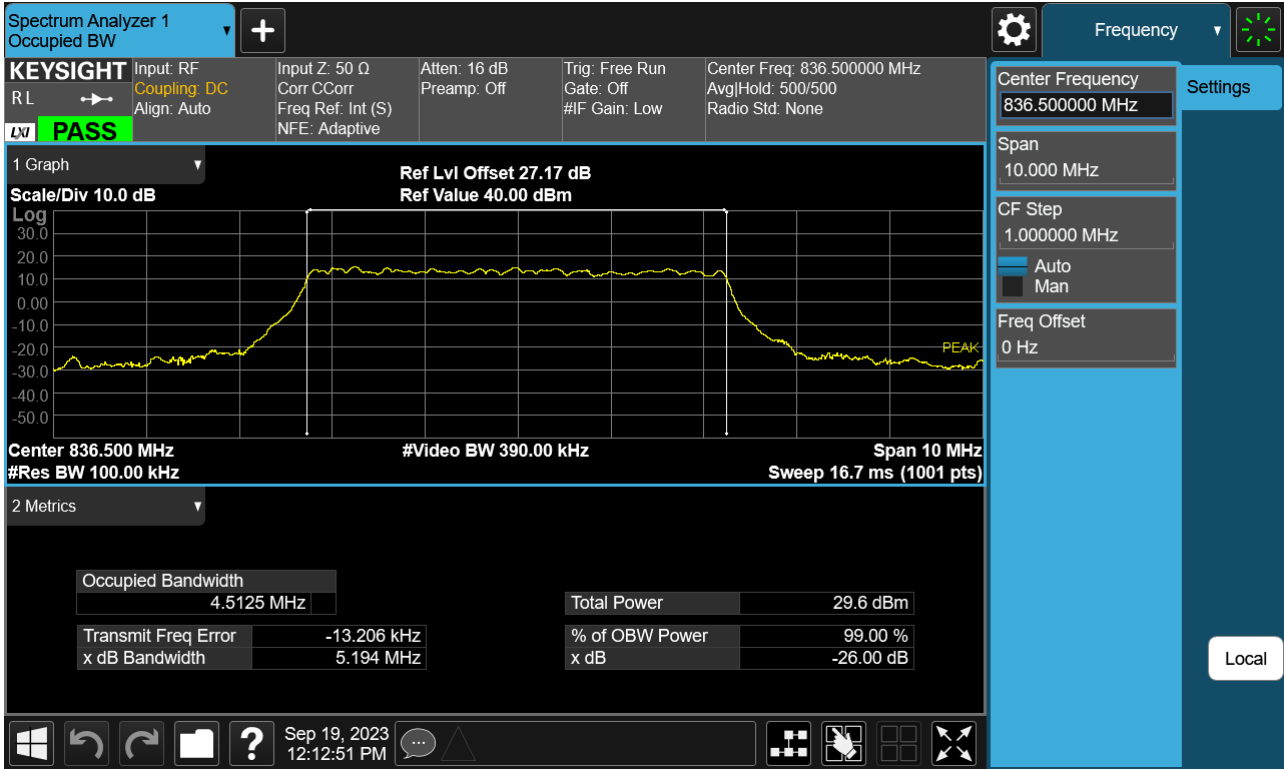 Spectrum Analyzer 1
Occupied BW
Frequency
KEYSIGHT
R L
LXI
PASS
Input: RF
Coupling: DC
Align: Auto
Input Z: 50 Ω
Corr CCorr
Freq Ref: Int (S)
NFE: Adaptive
Atten: 16 dB
Preamp: Off
Trig: Free Run
Gate: Off
#IF Gain: Low
Center Freq: 836.500000 MHz
Avg|Hold: 500/500
Radio Std: None
Center Frequency
836.500000 MHz
Settings
Span
10.000 MHz
CF Step
1.000000 MHz
Auto
Man
Freq Offset
0 Hz
Local
1 Graph
Scale/Div 10.0 dB
Ref Lvl Offset 27.17 dB
Ref Value 40.00 dBm
Log
30.0
20.0
10.0
0.00
-10.0
-20.0
-30.0
-40.0
-50.0
PEAK
Center 836.500 MHz
#Video BW 390.00 kHz
Span 10 MHz
#Res BW 100.00 kHz
Sweep 16.7 ms (1001 pts)
2 Metrics
Occupied Bandwidth
4.5125 MHz
Total Power 29.6 dBm
Transmit Freq Error -13.206 kHz
% of OBW Power 99.00 %
x dB Bandwidth 5.194 MHz
x dB -26.00 dB
?
Sep 19, 2023
12:12:51 PM